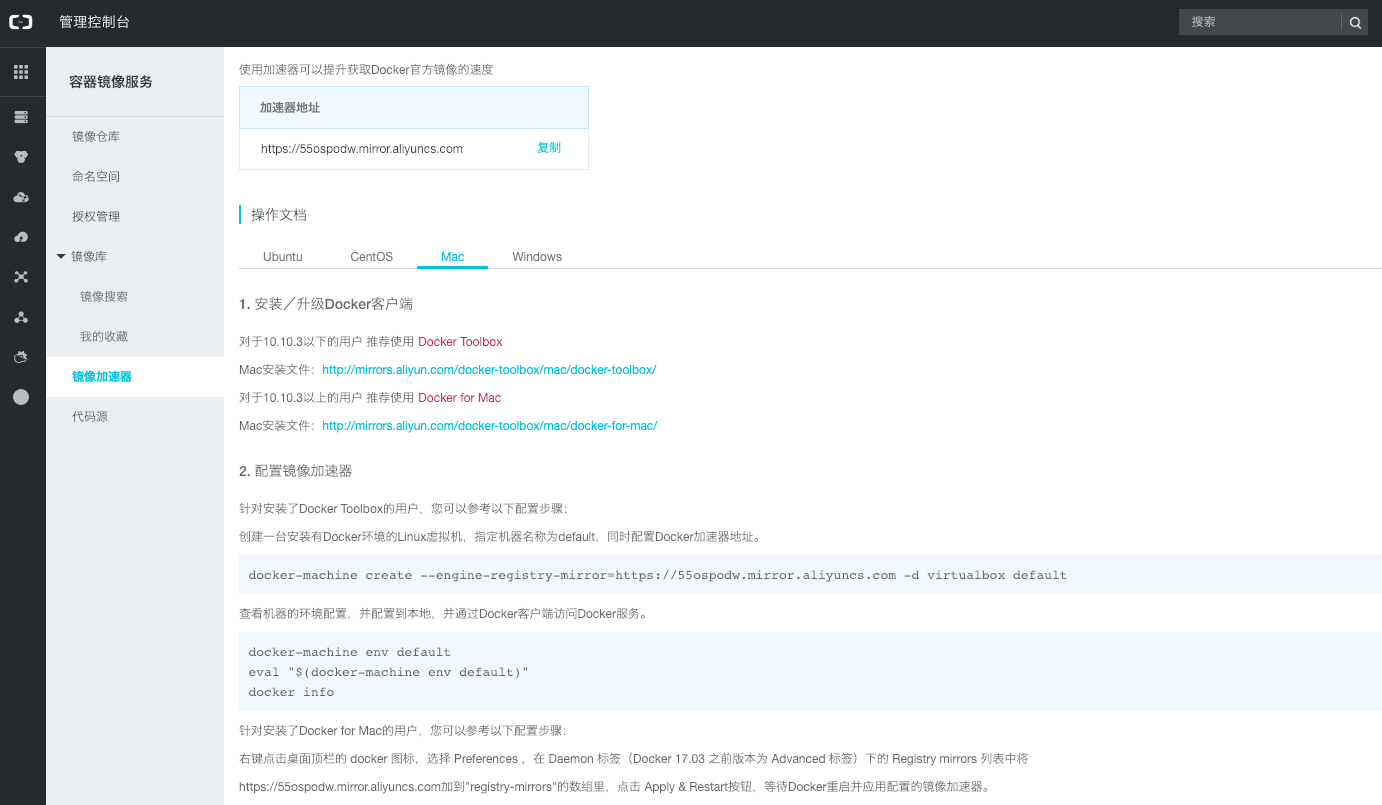 管理控制台
搜索
容器镜像服务
镜像仓库
命名空间
授权管理
镜像库
镜像搜索
我的收藏
镜像加速器
代码源
使用加速器可以提升获取Docker官方镜像的速度
加速器地址
https://55ospodw.mirror.aliyuncs.com 复制
操作文档
Ubuntu CentOS Mac Windows
1. 安装／升级Docker客户端
对于10.10.3以下的用户 推荐使用 Docker Toolbox
Mac安装文件：http://mirrors.aliyun.com/docker-toolbox/mac/docker-toolbox/
对于10.10.3以上的用户 推荐使用 Docker for Mac
Mac安装文件：http://mirrors.aliyun.com/docker-toolbox/mac/docker-for-mac/
2. 配置镜像加速器
针对安装了Docker Toolbox的用户，您可以参考以下配置步骤：
创建一台安装有Docker环境的Linux虚拟机，指定机器名称为default，同时配置Docker加速器地址。
docker-machine create --engine-registry-mirror=https://55ospodw.mirror.aliyuncs.com -d virtualbox default
查看机器的环境配置，并配置到本地，并通过Docker客户端访问Docker服务。
docker-machine env default
eval "$(docker-machine env default)"
docker info
针对安装了Docker for Mac的用户，您可以参考以下配置步骤：
右键点击桌面顶栏的 docker 图标，选择 Preferences ，在 Daemon 标签（Docker 17.03 之前版本为 Advanced 标签）下的 Registry mirrors 列表中将
https://55ospodw.mirror.aliyuncs.com加到"registry-mirrors"的数组里，点击 Apply & Restart按钮，等待Docker重启并应用配置的镜像加速器。